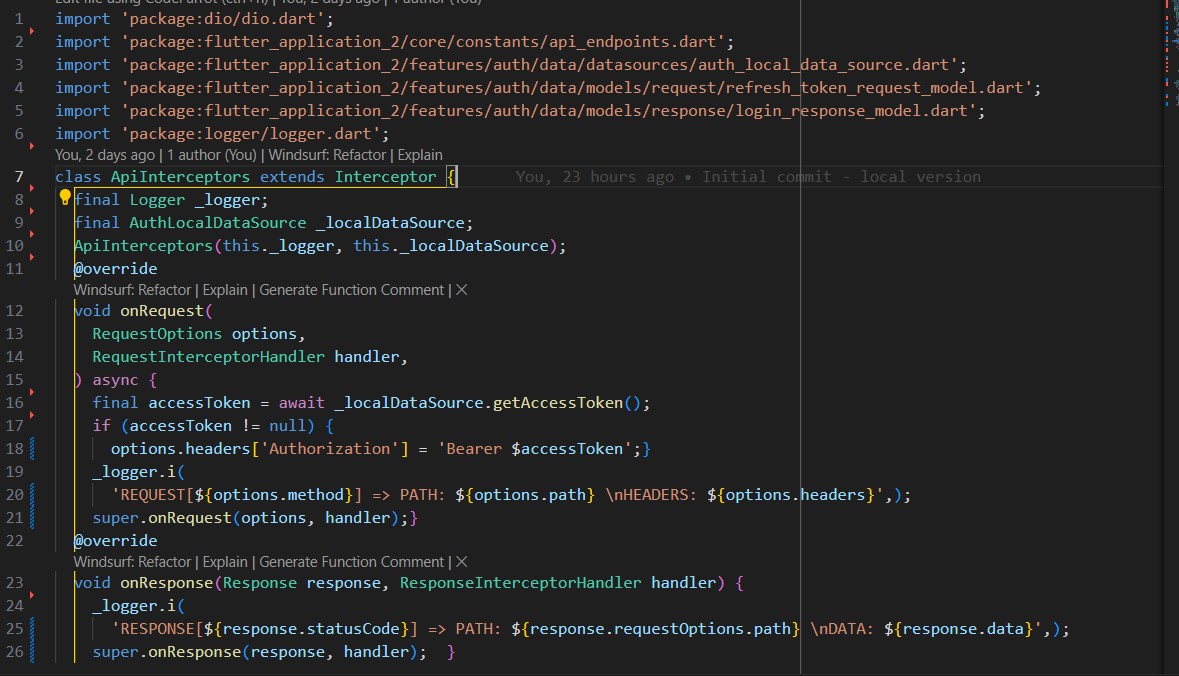 Edit file using CodeParrot (ctrl+h) | You, 2 days ago | 1 author (You)
1 import 'package:dio/dio.dart';
2 import 'package:flutter_application_2/core/constants/api_endpoints.dart';
3 import 'package:flutter_application_2/features/auth/data/datasources/auth_local_data_source.dart';
4 import 'package:flutter_application_2/features/auth/data/models/request/refresh_token_request_model.dart';
5 import 'package:flutter_application_2/features/auth/data/models/response/login_response_model.dart';
6 import 'package:logger/logger.dart';
You, 2 days ago | 1 author (You) | Windsurf: Refactor | Explain
7 class ApiInterceptors extends Interceptor { You, 23 hours ago • Initial commit - local version
8 final Logger _logger;
9 final AuthLocalDataSource _localDataSource;
10 ApiInterceptors(this._logger, this._localDataSource);
11 @override
Windsurf: Refactor | Explain | Generate Function Comment | ✕
12 void onRequest(
13 RequestOptions options,
14 RequestInterceptorHandler handler,
15 ) async {
16 final accessToken = await _localDataSource.getAccessToken();
17 if (accessToken != null) {
18 options.headers['Authorization'] = 'Bearer $accessToken';}
19 _logger.i(
20 'REQUEST[${options.method}] => PATH: ${options.path} \nHEADERS: ${options.headers}',);
21 super.onRequest(options, handler);}
22 @override
Windsurf: Refactor | Explain | Generate Function Comment | ✕
23 void onResponse(Response response, ResponseInterceptorHandler handler) {
24 _logger.i(
25 'RESPONSE[${response.statusCode}] => PATH: ${response.requestOptions.path} \nDATA: ${response.data}',);
26 super.onResponse(response, handler); }